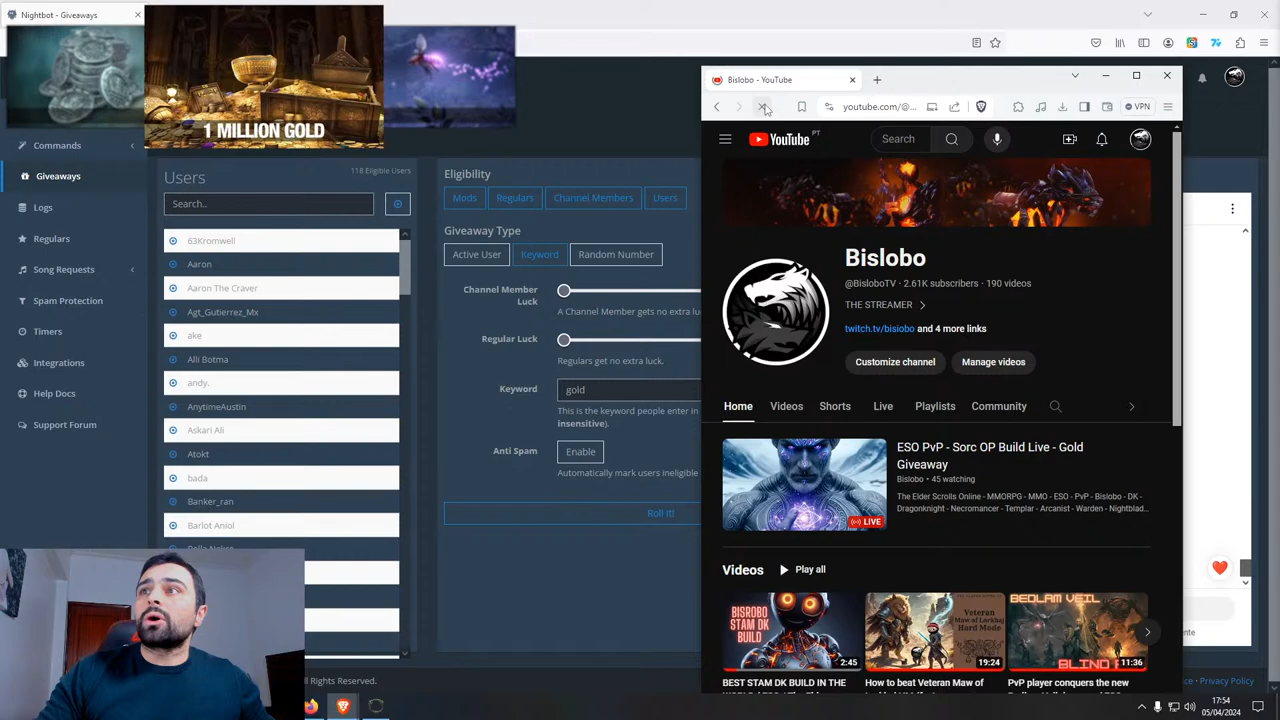 Nightbot - Giveaways
1 MILLION GOLD
Commands
Giveaways
Logs
Regulars
Song Requests
Spam Protection
Timers
Integrations
Help Docs
Support Forum
Users
118 Eligible Users
Search..
63Kromwell
Aaron
Aaron The Craver
Agt_Gutierrez_Mx
ake
Alli Botma
andy.
AnytimeAustin
Askari Ali
Atokt
bada
Banker_ran
Barlot Aniol
Eligibility
Mods
Regulars
Channel Members
Users
Giveaway Type
Active User
Keyword
Random Number
Channel Member
Luck
A Channel Member gets no extra
Regular Luck
Regulars get no extra luck.
Keyword
gold
This is the keyword people enter in
insensitive).
Anti Spam
Enable
Automatically mark users ineligible
Roll It!
Rights Reserved.
Bislobo - YouTube
youtube.com/@...
VPN
YouTube PT
Search
Bislobo
@BisloboTV • 2.61K subscribers • 190 videos
THE STREAMER
twitch.tv/bislobo and 4 more links
Customize channel
Manage videos
Home
Videos
Shorts
Live
Playlists
Community
LIVE
ESO PvP - Sorc OP Build Live - Gold
Giveaway
Bislobo • 45 watching
The Elder Scrolls Online - MMORPG - MMO - ESO - PvP - Bislobo - DK -
Dragonknight - Necromancer - Templar - Arcanist - Warden - Nightblad...
Videos
Play all
BISROBO
STAM DK
BUILD
2:45
Veteran
Maw of Lorkhaj
Hard Mode
19:24
BEDLAM VEIL
BLIND
11:36
BEST STAM DK BUILD IN THE
How to beat Veteran Maw of
PvP player conquers the new
Privacy Policy
17:54
05/04/2024